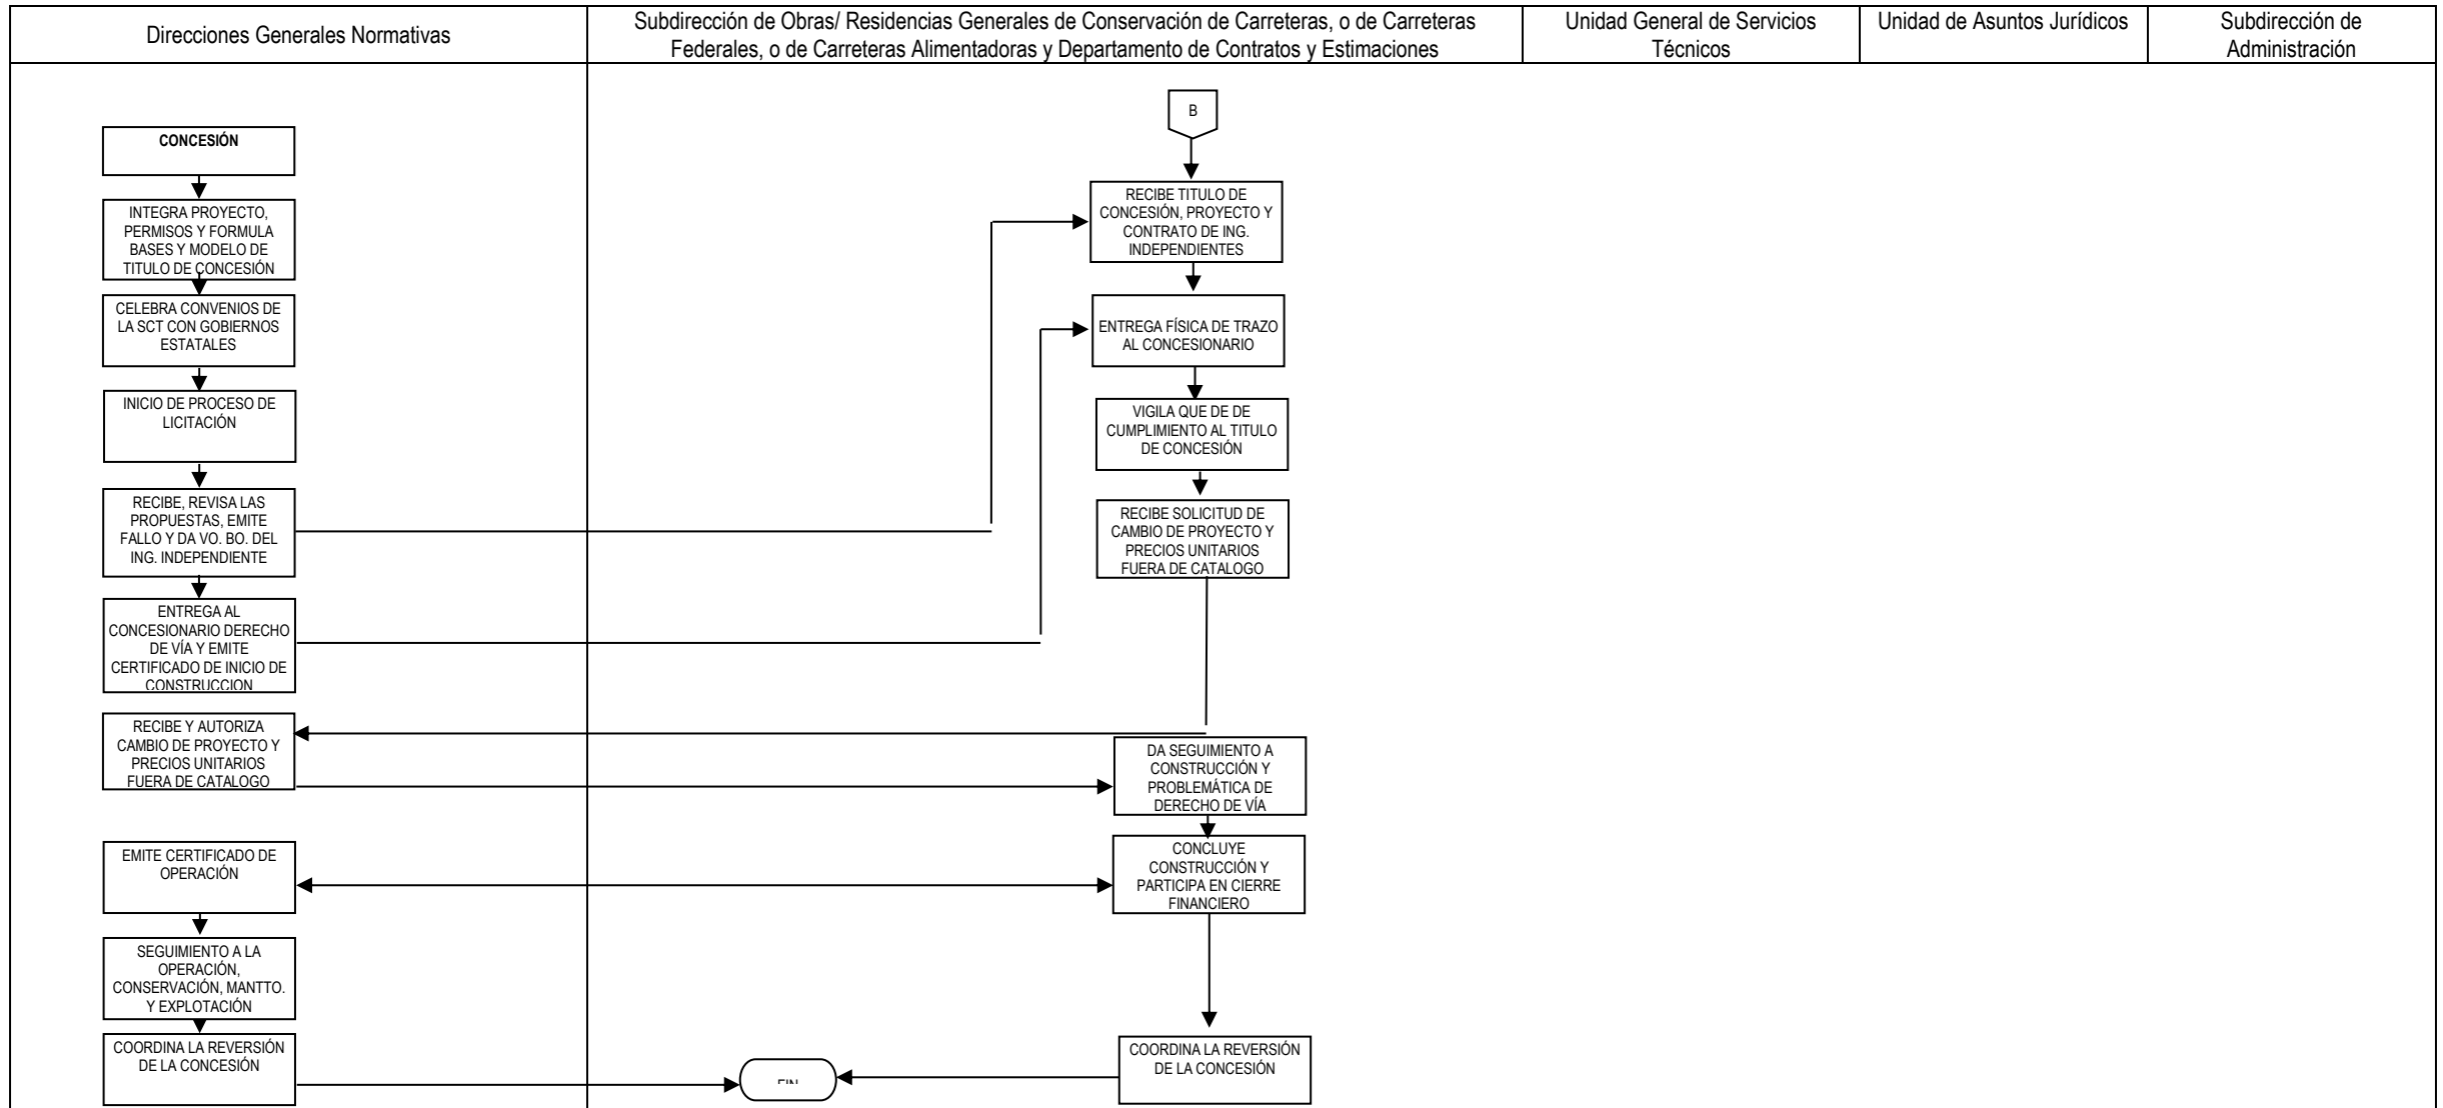 Direcciones Generales Normativas
Subdirección de Obras/ Residencias Generales de Conservación de Carreteras, o de Carreteras
Federales, o de Carreteras Alimentadoras y Departamento de Contratos y Estimaciones
Unidad General de Servicios
Técnicos
Unidad de Asuntos Jurídicos
Subdirección de
Administración
CONCESIÓN
INTEGRA PROYECTO,
PERMISOS Y FORMULA
BASES Y MODELO DE
TITULO DE CONCESIÓN
CELEBRA CONVENIOS DE
LA SCT CON GOBIERNOS
ESTATALES
INICIO DE PROCESO DE
LICITACIÓN
RECIBE, REVISA LAS
PROPUESTAS, EMITE
FALLO Y DA VO. BO. DEL
ING. INDEPENDIENTE
ENTREGA AL
CONCESIONARIO DERECHO
DE VÍA Y EMITE
CERTIFICADO DE INICIO DE
CONSTRUCCION
RECIBE Y AUTORIZA
CAMBIO DE PROYECTO Y
PRECIOS UNITARIOS
FUERA DE CATALOGO
EMITE CERTIFICADO DE
OPERACIÓN
SEGUIMIENTO A LA
OPERACIÓN,
CONSERVACIÓN, MANTTO.
Y EXPLOTACIÓN
COORDINA LA REVERSIÓN
DE LA CONCESIÓN
B
RECIBE TITULO DE
CONCESIÓN, PROYECTO Y
CONTRATO DE ING.
INDEPENDIENTES
ENTREGA FÍSICA DE TRAZO
AL CONCESIONARIO
VIGILA QUE DE DE
CUMPLIMIENTO AL TITULO
DE CONCESIÓN
RECIBE SOLICITUD DE
CAMBIO DE PROYECTO Y
PRECIOS UNITARIOS
FUERA DE CATALOGO
DA SEGUIMIENTO A
CONSTRUCCIÓN Y
PROBLEMÁTICA DE
DERECHO DE VÍA
CONCLUYE
CONSTRUCCIÓN Y
PARTICIPA EN CIERRE
FINANCIERO
COORDINA LA REVERSIÓN
DE LA CONCESIÓN
FIN